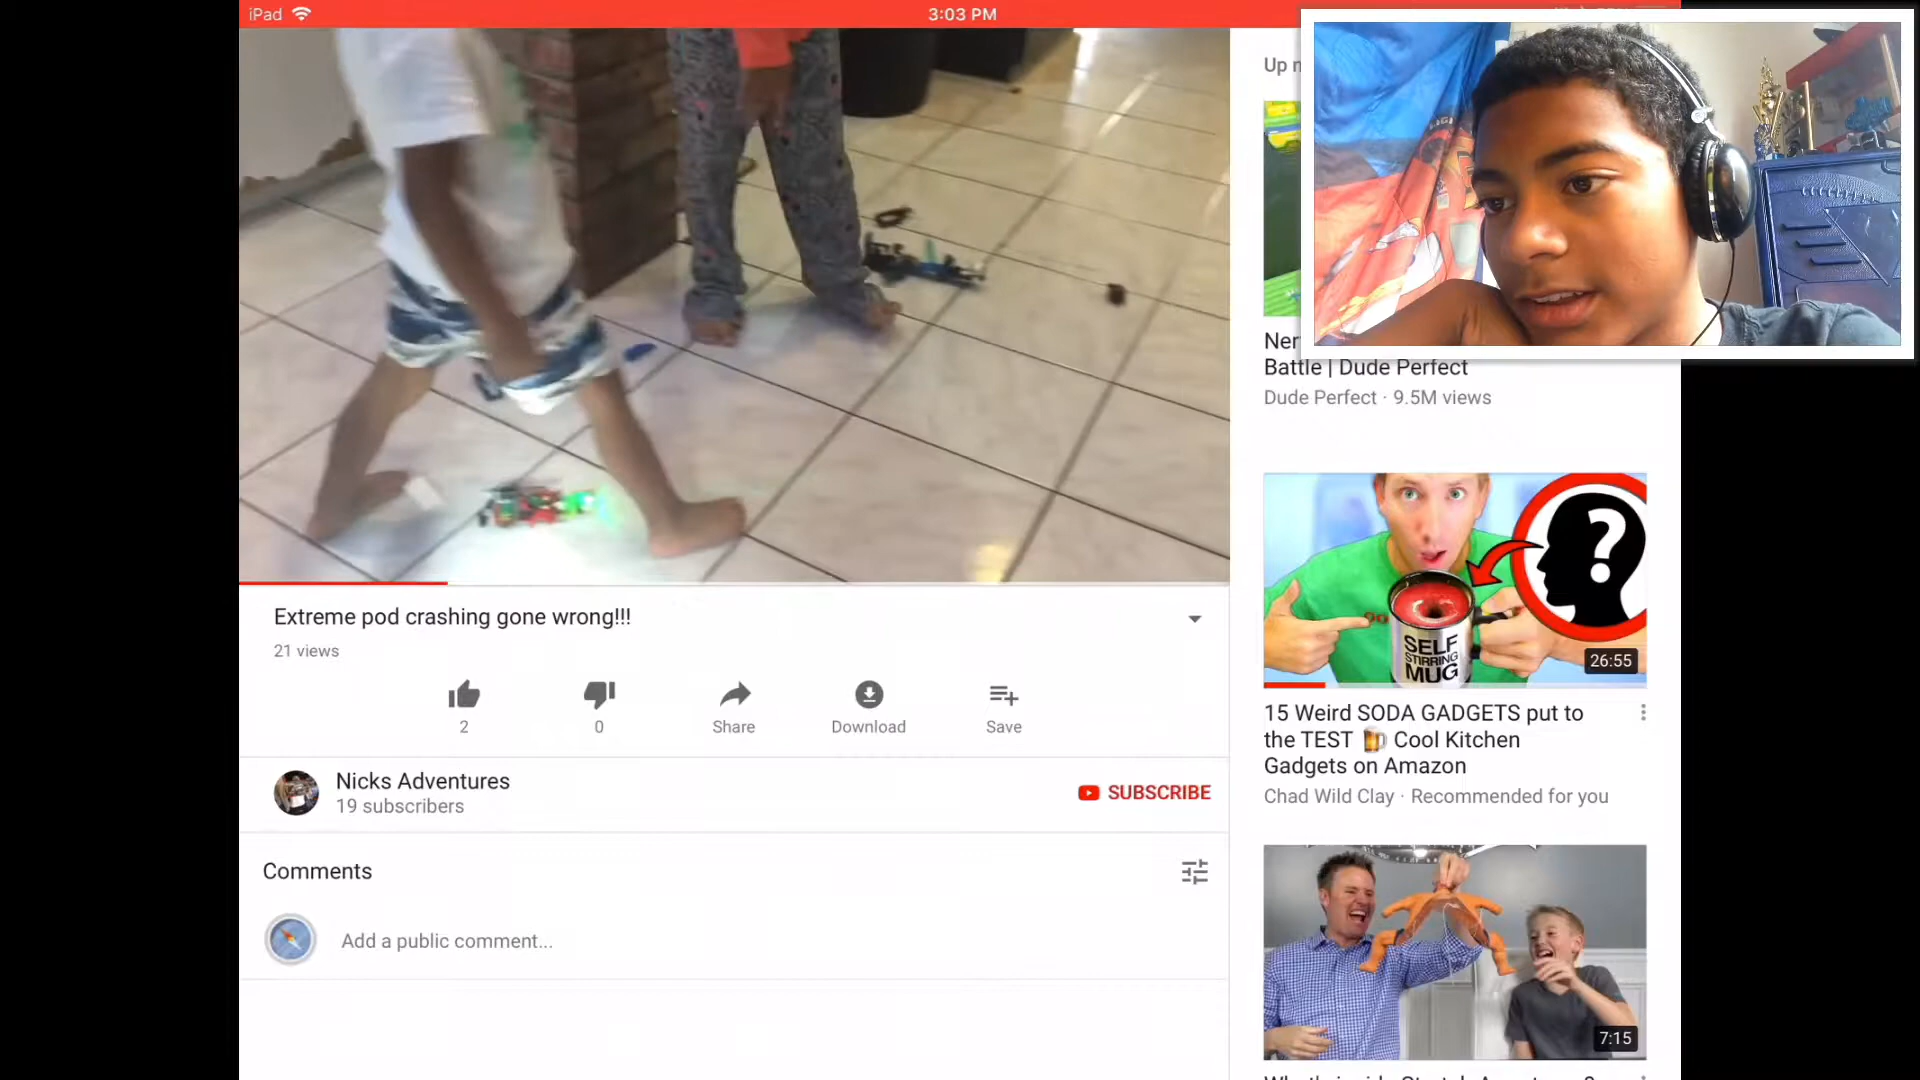 iPad
3:03 PM
Up n
Ner
Battle | Dude Perfect
Dude Perfect · 9.5M views
Extreme pod crashing gone wrong!!!
21 views
2
0
Share
Download
Save
Nicks Adventures
19 subscribers
SUBSCRIBE
Comments
Add a public comment...
?
SELF
STIRRING
MUG
26:55
15 Weird SODA GADGETS put to
the TEST 🍺 Cool Kitchen
Gadgets on Amazon
Chad Wild Clay · Recommended for you
7:15